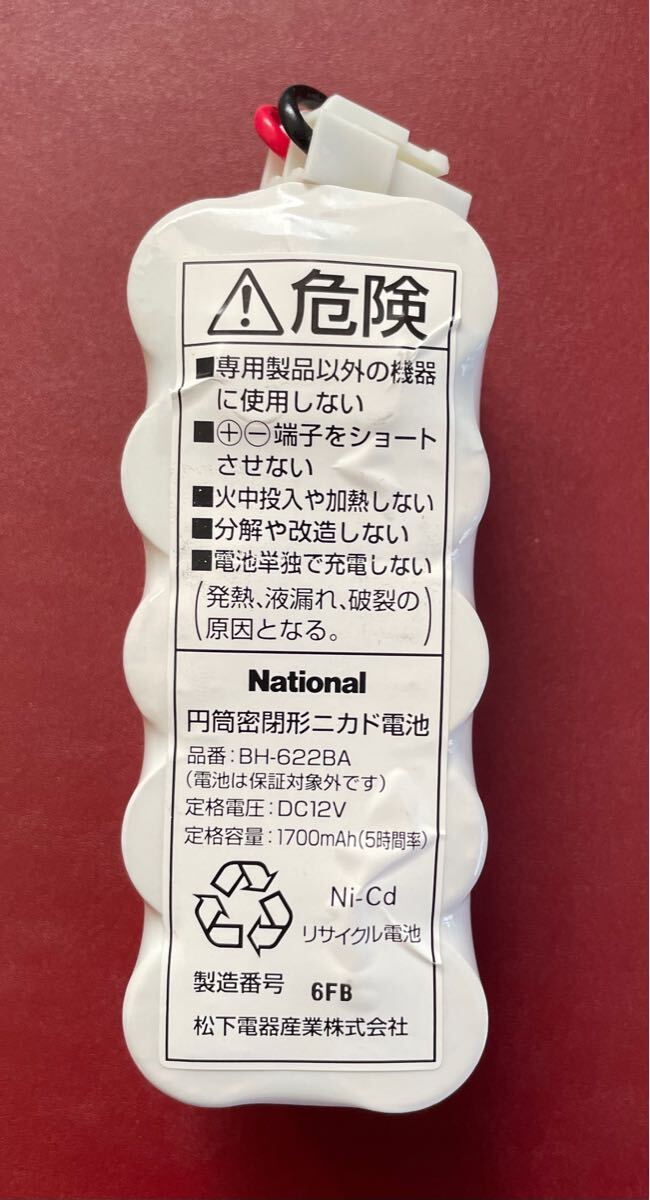 危険
■専用製品以外の機器
に使用しない
■⊕⊖端子をショート
させない
■火中投入や加熱しない
■分解や改造しない
■電池単独で充電しない
(発熱、液漏れ、破裂の
原因となる。)
National
円筒密閉形ニカド電池
品番:BH-622BA
(電池は保証対象外です)
定格電圧:DC12V
定格容量:1700mAh(5時間率)
Ni-Cd
リサイクル電池
製造番号 6FB
松下電器産業株式会社